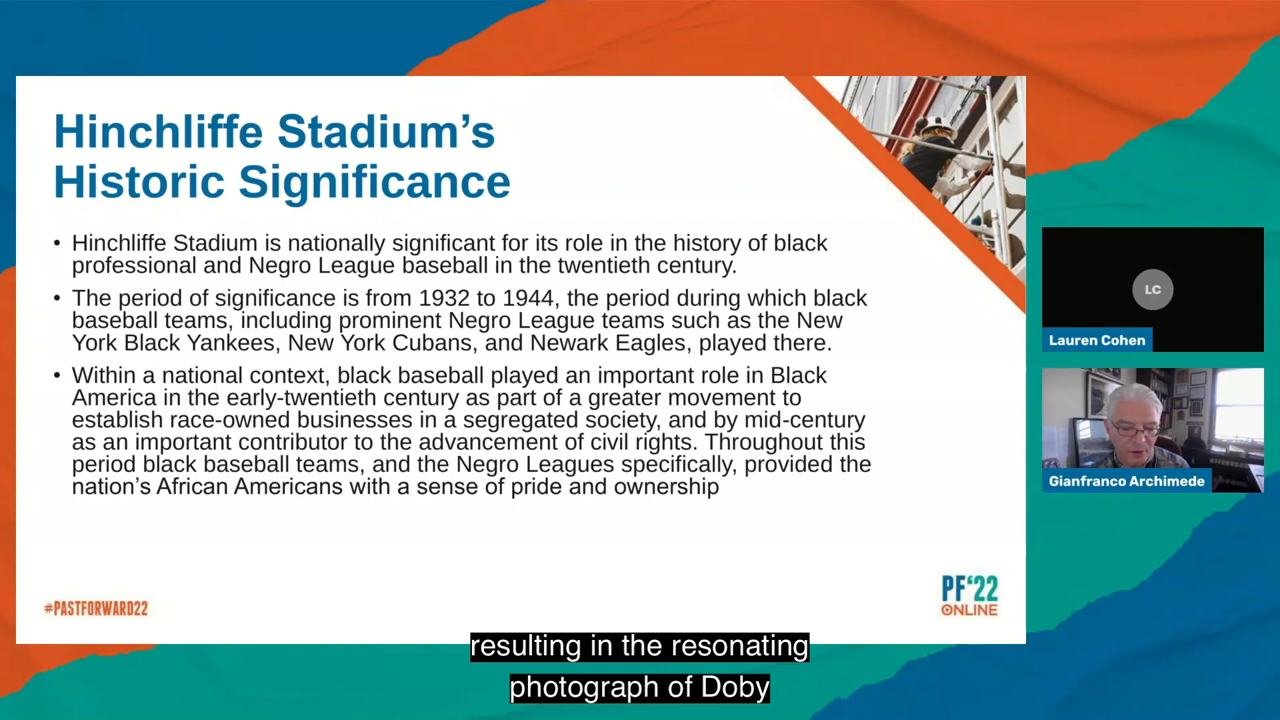 Hinchliffe Stadium's
Historic Significance
• Hinchliffe Stadium is nationally significant for its role in the history of black
professional and Negro League baseball in the twentieth century.
• The period of significance is from 1932 to 1944, the period during which black
baseball teams, including prominent Negro League teams such as the New
York Black Yankees, New York Cubans, and Newark Eagles, played there.
• Within a national context, black baseball played an important role in Black
America in the early-twentieth century as part of a greater movement to
establish race-owned businesses in a segregated society, and by mid-century
as an important contributor to the advancement of civil rights. Throughout this
period black baseball teams, and the Negro Leagues specifically, provided the
nation's African Americans with a sense of pride and ownership
#PASTFORWARD22
PF'22
ONLINE
LC
Lauren Cohen
Gianfranco Archimede
resulting in the resonating
photograph of Doby